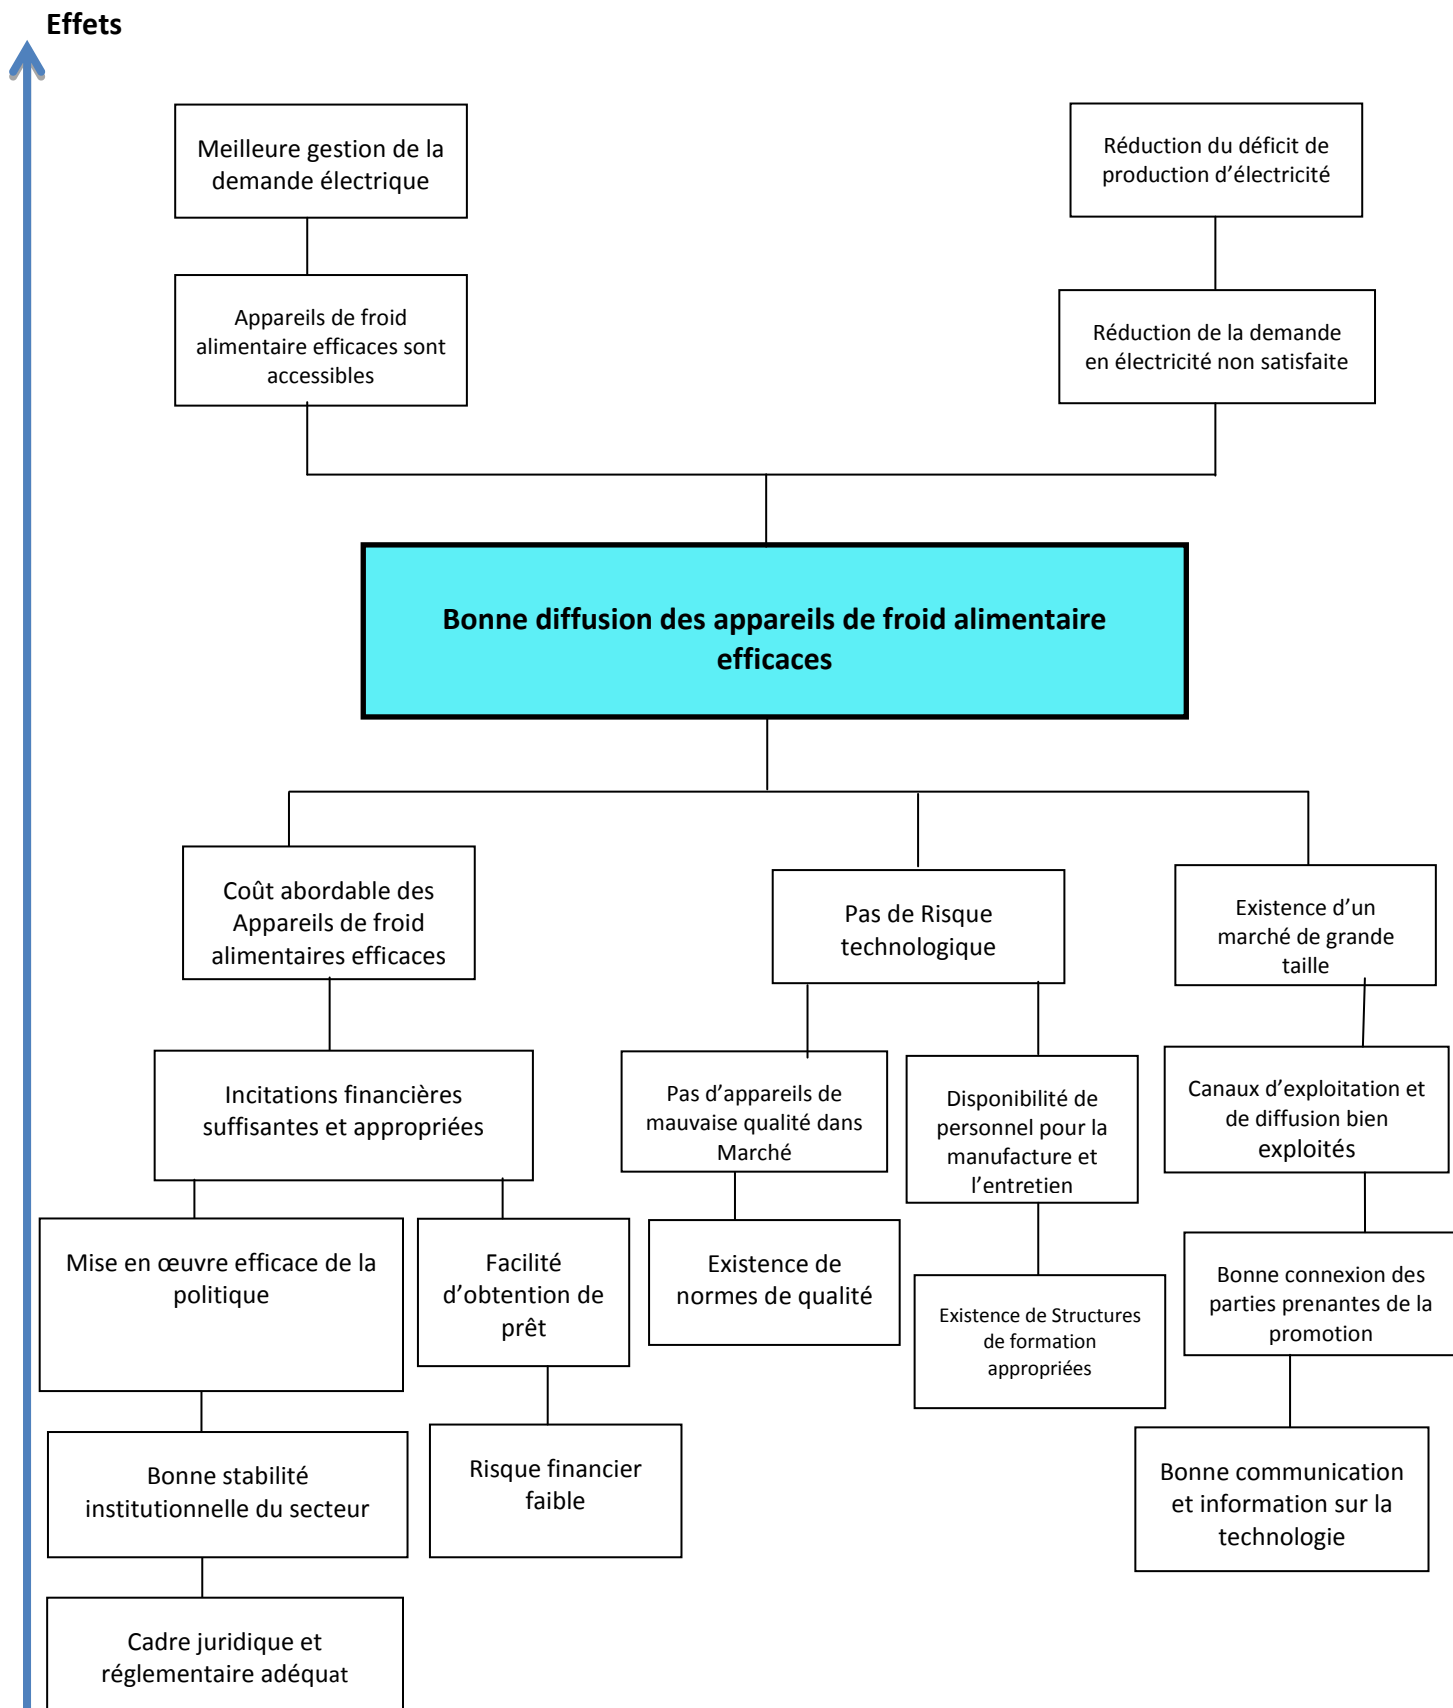 Effets
Meilleure gestion de la
demande électrique
Réduction du déficit de
production d’électricité
Appareils de froid
alimentaire efficaces sont
accessibles
Réduction de la demande
en électricité non satisfaite
Bonne diffusion des appareils de froid alimentaire
efficaces
Coût abordable des
Appareils de froid
alimentaires efficaces
Pas de Risque
technologique
Existence d’un
marché de grande
taille
Incitations financières
suffisantes et appropriées
Pas d’appareils de
mauvaise qualité dans
Marché
Disponibilité de
personnel pour la
manufacture et
l’entretien
Canaux d’exploitation et
de diffusion bien
exploités
Mise en œuvre efficace de la
politique
Facilité
d’obtention de
prêt
Existence de
normes de qualité
Existence de Structures
de formation
appropriées
Bonne connexion des
parties prenantes de la
promotion
Bonne stabilité
institutionnelle du secteur
Risque financier
faible
Bonne communication
et information sur la
technologie
Cadre juridique et
réglementaire adéquat